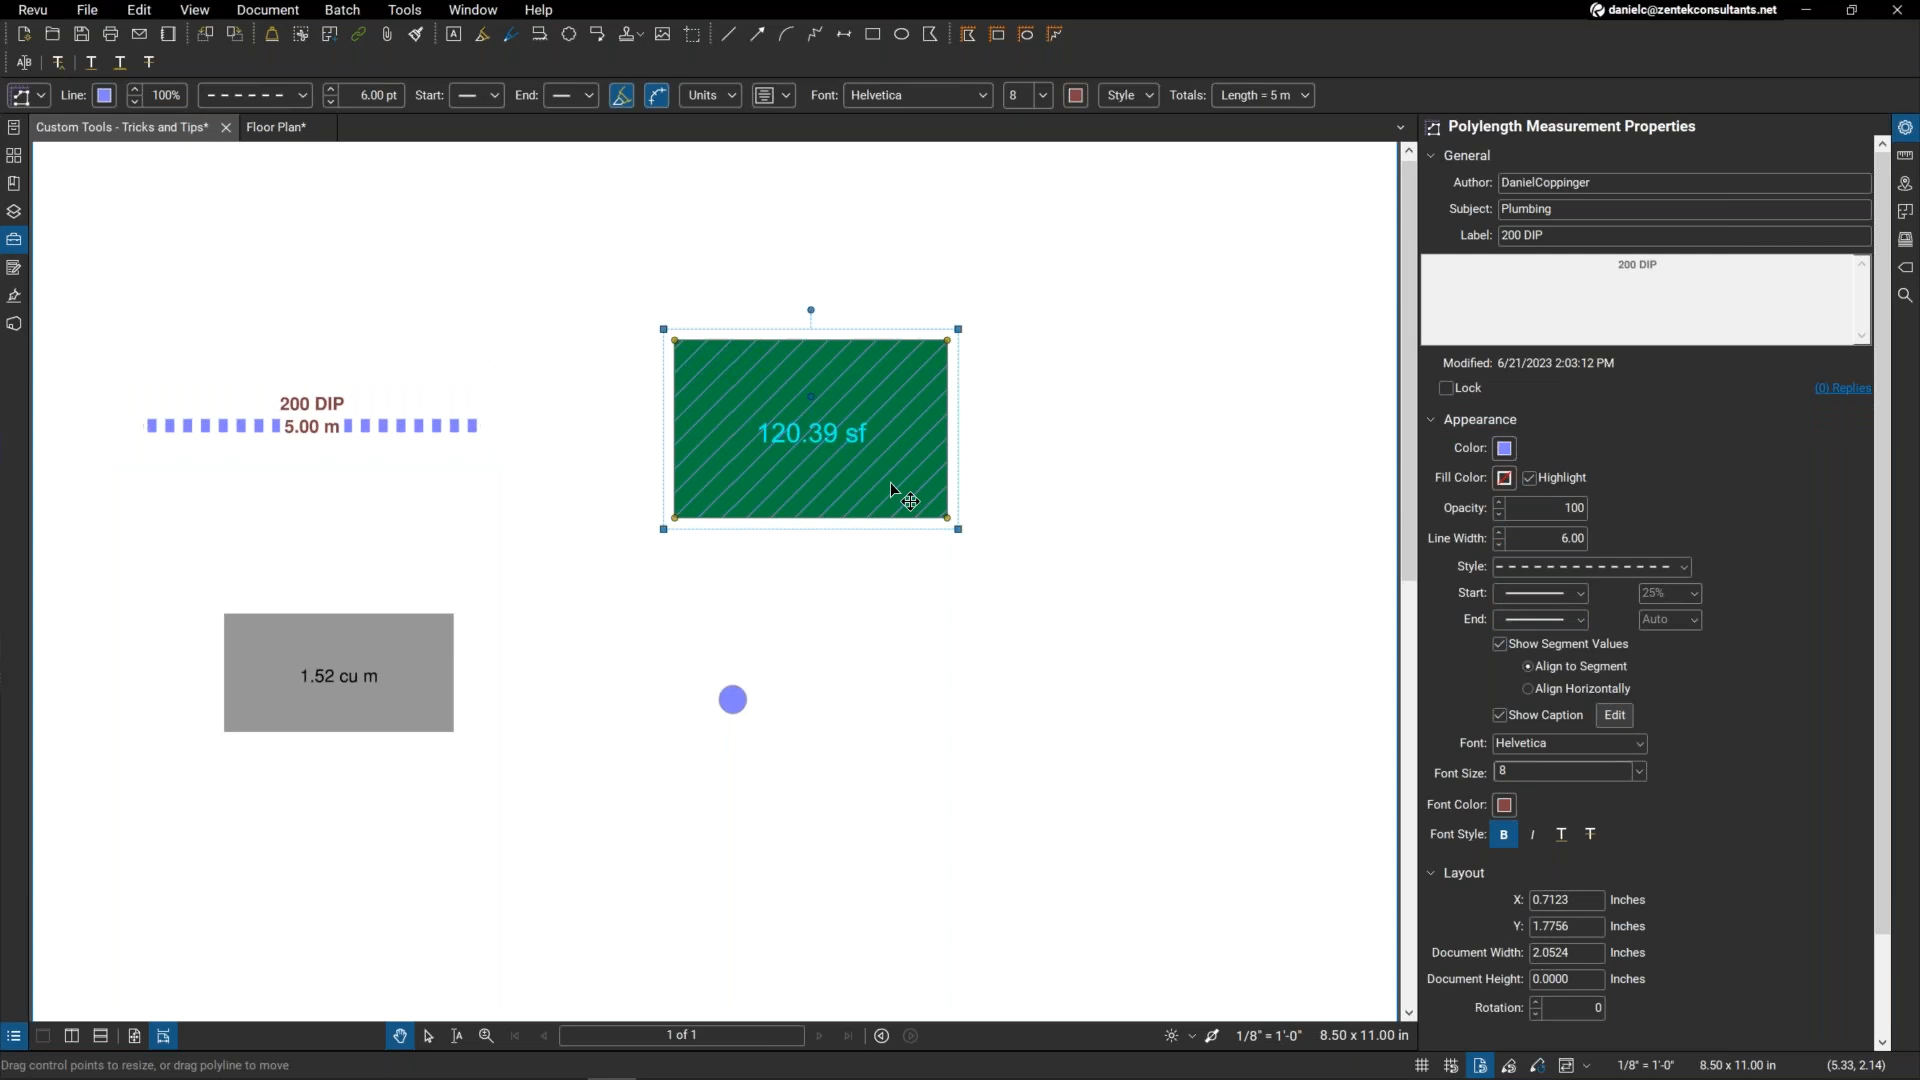 Revu File Edit View Document Batch Tools Window Help danielc@zentekconsultants.net
Line: 100% 6.00 pt Start: End: Units Font: Helvetica 8 Style Totals: Length = 5 m
Custom Tools - Tricks and Tips* Floor Plan*
Polylength Measurement Properties
General
Author: DanielCoppinger
Subject: Plumbing
Label: 200 DIP
200 DIP
Modified: 6/21/2023 2:03:12 PM
Lock (0) Replies
Appearance
Color:
Fill Color: Highlight
Opacity: 100
Line Width: 6.00
Style:
Start: 25%
End: Auto
Show Segment Values
Align to Segment
Align Horizontally
Show Caption Edit
Font: Helvetica
Font Size: 8
Font Color:
Font Style: B I T T
Layout
X: 0.7123 Inches
Y: 1.7756 Inches
Document Width: 2.0524 Inches
Document Height: 0.0000 Inches
Rotation: 0
200 DIP
5.00 m
120.39 sf
1.52 cu m
1 of 1 1/8" = 1'-0" 8.50 x 11.00 in
Drag control points to resize, or drag polyline to move 1/8" = 1'-0" 8.50 x 11.00 in (5.33, 2.14)